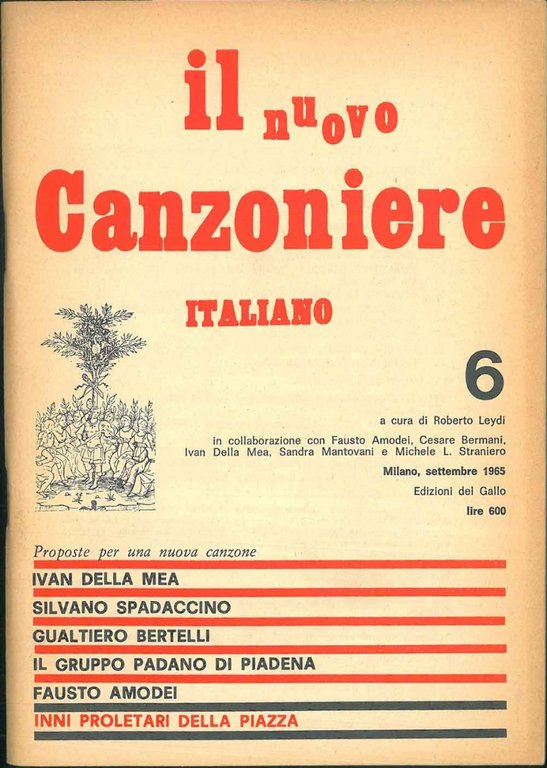 il nuovo
Canzoniere
ITALIANO
6
a cura di Roberto Leydi
in collaborazione con Fausto Amodei, Cesare Bermani,
Ivan Della Mea, Sandra Mantovani e Michele L. Straniero
Milano, settembre 1965
Edizioni del Gallo
lire 600
Proposte per una nuova canzone
IVAN DELLA MEA
SILVANO SPADACCINO
GUALTIERO BERTELLI
IL GRUPPO PADANO DI PIADENA
FAUSTO AMODEI
INNI PROLETARI DELLA PIAZZA